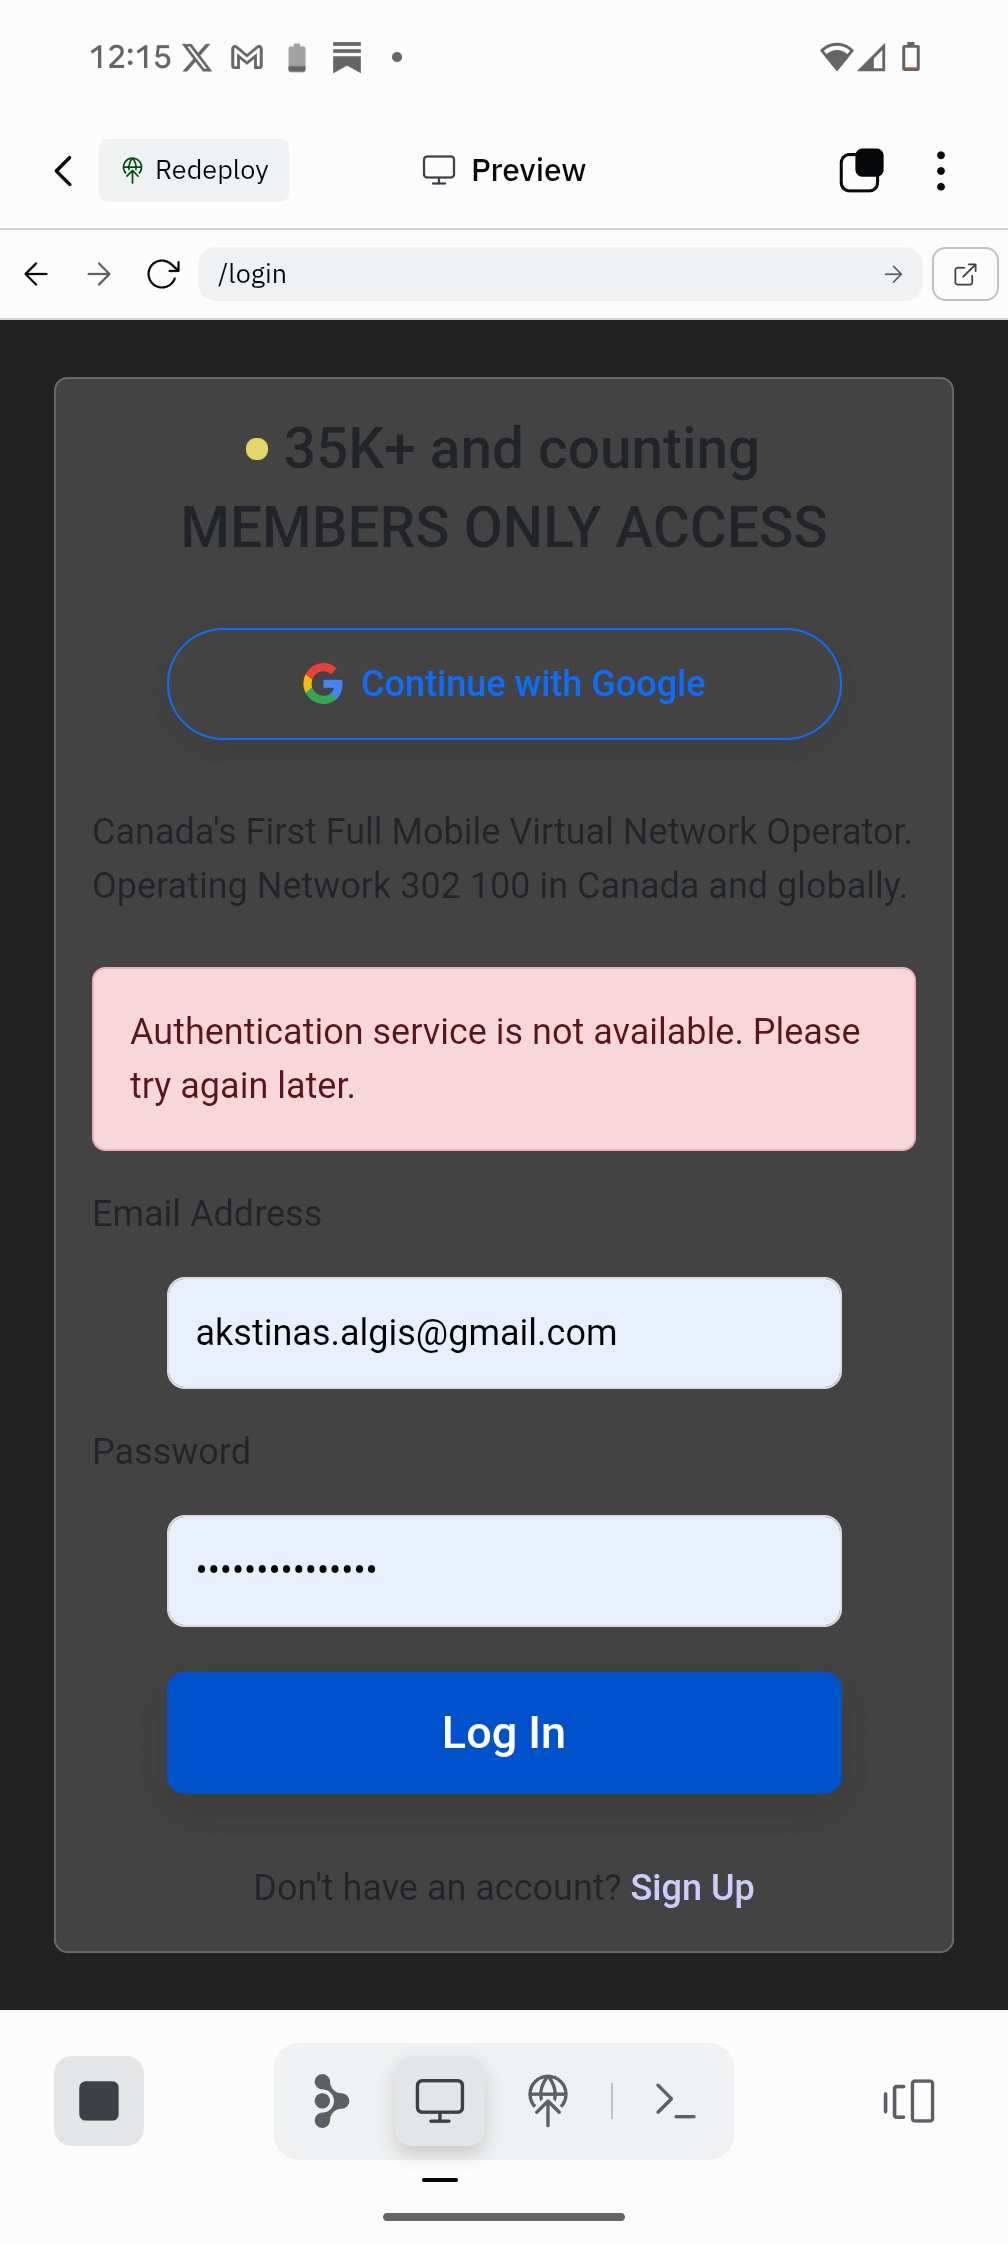 12:15
Redeploy
Preview
/login
35K+ and counting
MEMBERS ONLY ACCESS
Continue with Google
Canada's First Full Mobile Virtual Network Operator.
Operating Network 302 100 in Canada and globally.
Authentication service is not available. Please
try again later.
Email Address
akstinas.algis@gmail.com
Password
•••••••••••••••
Log In
Don't have an account? Sign Up